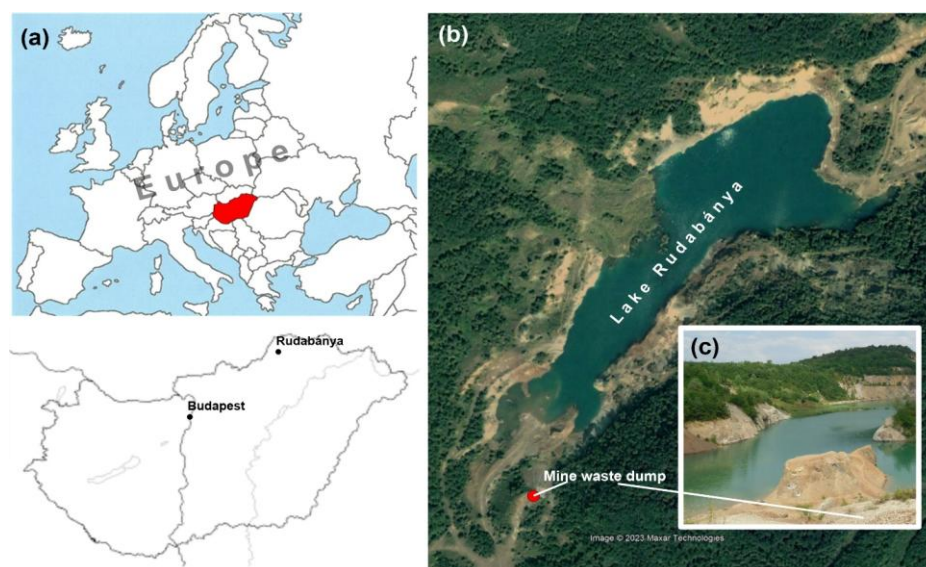 (a)
Europe
Rudabánya
Budapest
(b)
Lake Rudabánya
(c)
Mine waste dump
Image © 2023 Maxar Technologies